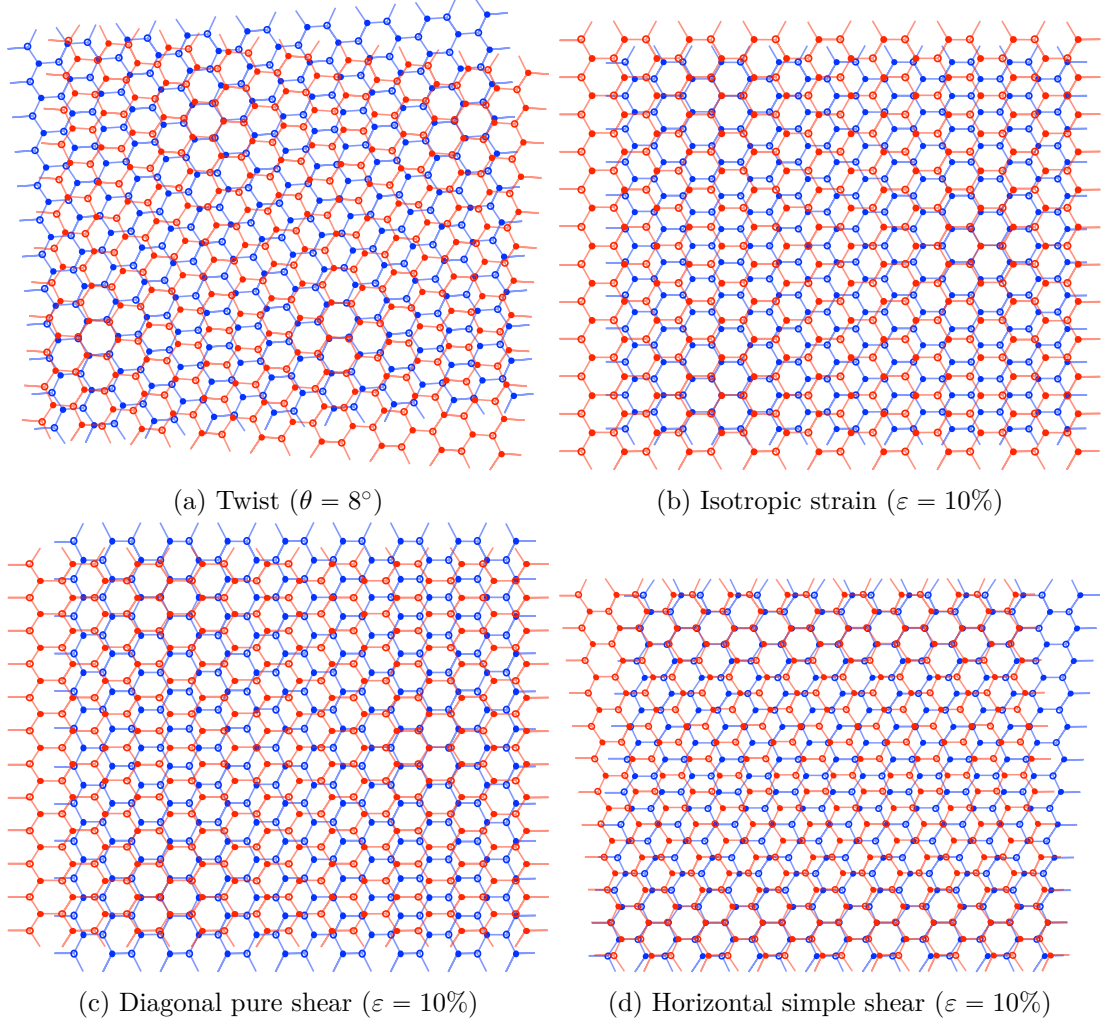 (a) Twist (θ = 8°)
(b) Isotropic strain (ε = 10%)
(c) Diagonal pure shear (ε = 10%)
(d) Horizontal simple shear (ε = 10%)